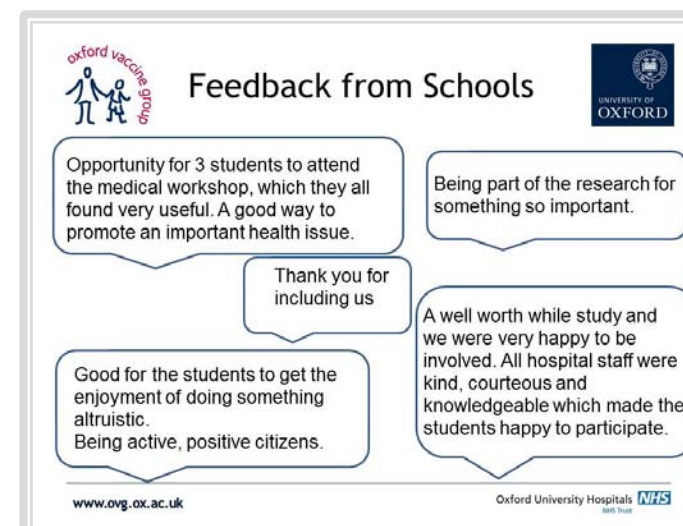 oxford vaccine group
Feedback from Schools
UNIVERSITY OF
OXFORD
Opportunity for 3 students to attend
the medical workshop, which they all
found very useful. A good way to
promote an important health issue.
Being part of the research for
something so important.
Thank you for
including us
A well worth while study and
we were very happy to be
involved. All hospital staff were
kind, courteous and
knowledgeable which made the
students happy to participate.
Good for the students to get the
enjoyment of doing something
altruistic.
Being active, positive citizens.
www.ovg.ox.ac.uk
Oxford University Hospitals NHS
NHS Trust